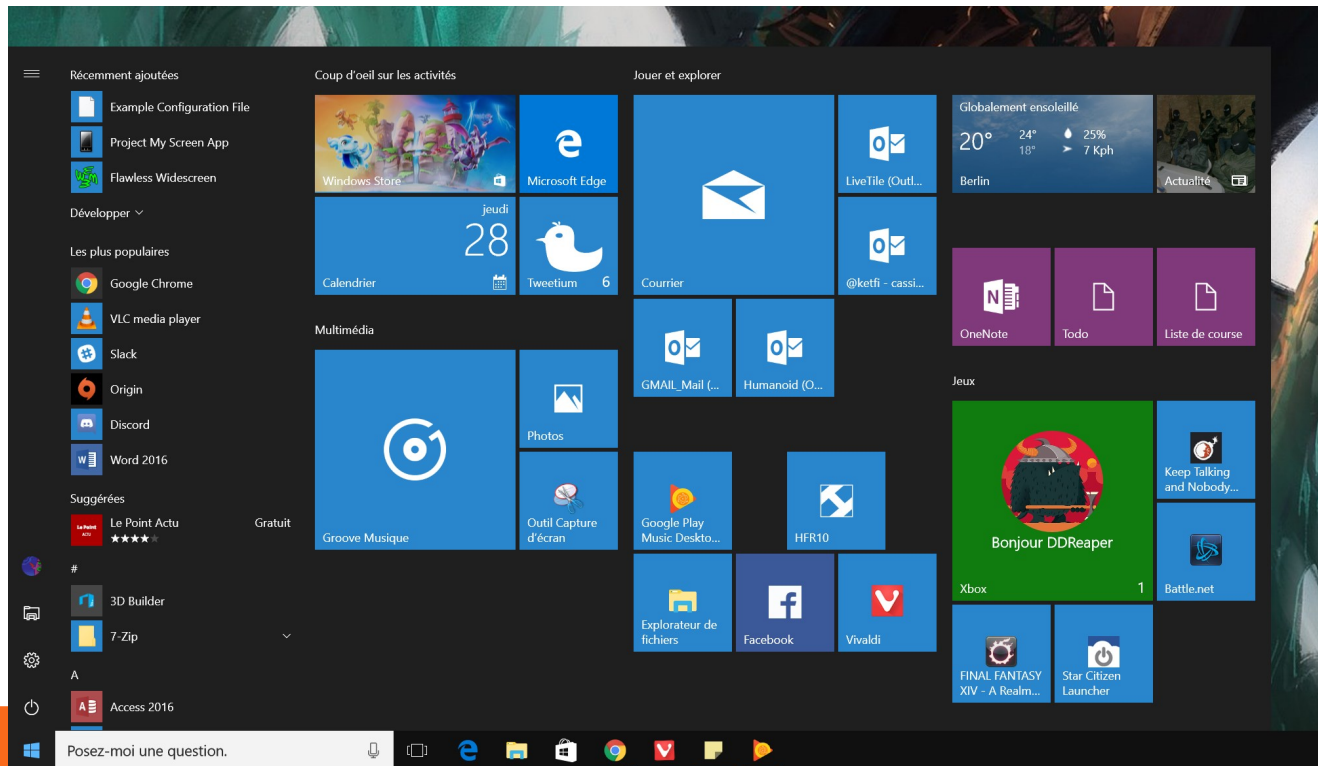 Récemment ajoutées
Example Configuration File
Project My Screen App
Flawless Widescreen
Développer
Les plus populaires
Google Chrome
VLC media player
Slack
Origin
Discord
Word 2016
Suggérées
Le Point Actu
Gratuit
#
3D Builder
7-Zip
A
Access 2016
Coup d'oeil sur les activités
Windows Store
Microsoft Edge
jeudi
28
Calendrier
Tweetium 6
Multimédia
Groove Musique
Photos
Outil Capture
d'écran
Jouer et explorer
Courrier
LiveTile (Outl...
@ketfi - cassi...
GMAIL_Mail (...
Humanoid (O...
Google Play
Music Deskto...
HFR10
Explorateur de
fichiers
Facebook
Vivaldi
Globalement ensoleillé
20° 24° 25%
18° 7 Kph
Berlin
Actualité
OneNote
Todo
Liste de course
Jeux
Bonjour DDReaper
Xbox 1
Keep Talking
and Nobody...
Battle.net
FINAL FANTASY
XIV - A Realm...
Star Citizen
Launcher
Posez-moi une question.